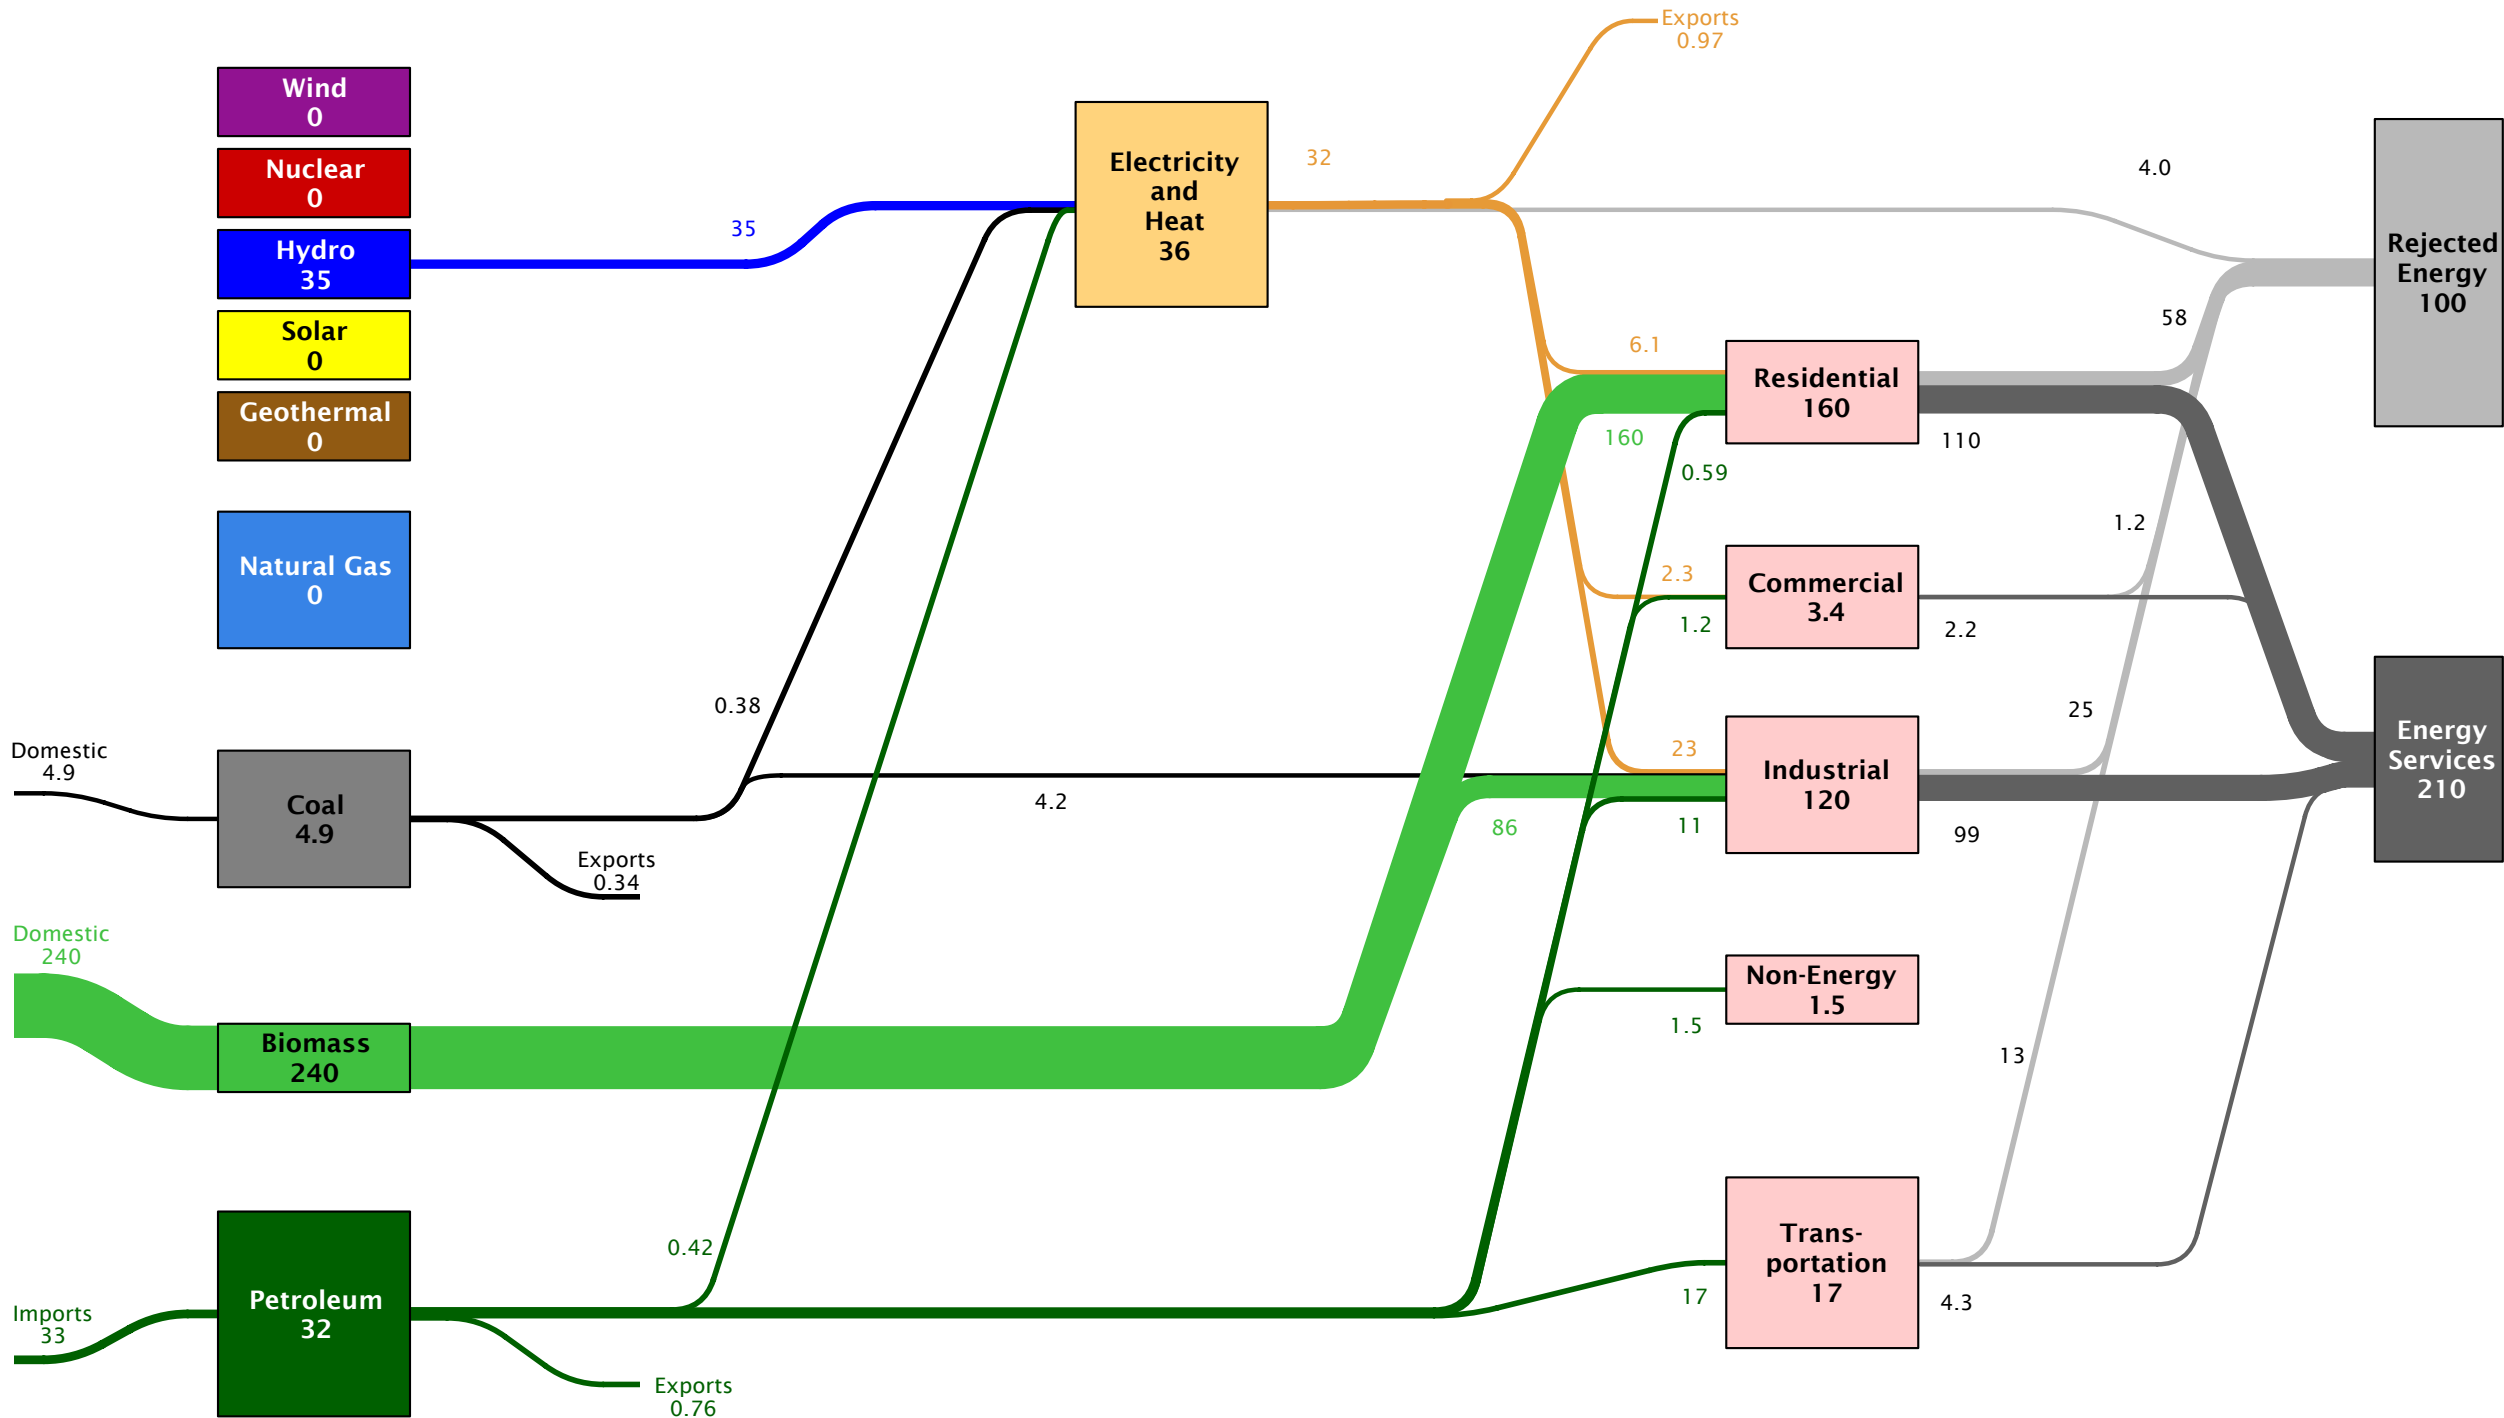 Exports
0.97
Wind
0
Nuclear
0
Hydro
35
Solar
0
Geothermal
0
Natural Gas
0
Domestic
4.9
Coal
4.9
Exports
0.34
Domestic
240
Biomass
240
Imports
33
Petroleum
32
Exports
0.76
35
0.38
4.2
0.42
Electricity
and
Heat
36
32
6.1
160
0.59
2.3
1.2
23
86
11
1.5
17
Residential
160
Commercial
3.4
Industrial
120
Non-Energy
1.5
Trans-
portation
17
4.0
58
110
1.2
2.2
25
99
13
4.3
Rejected
Energy
100
Energy
Services
210